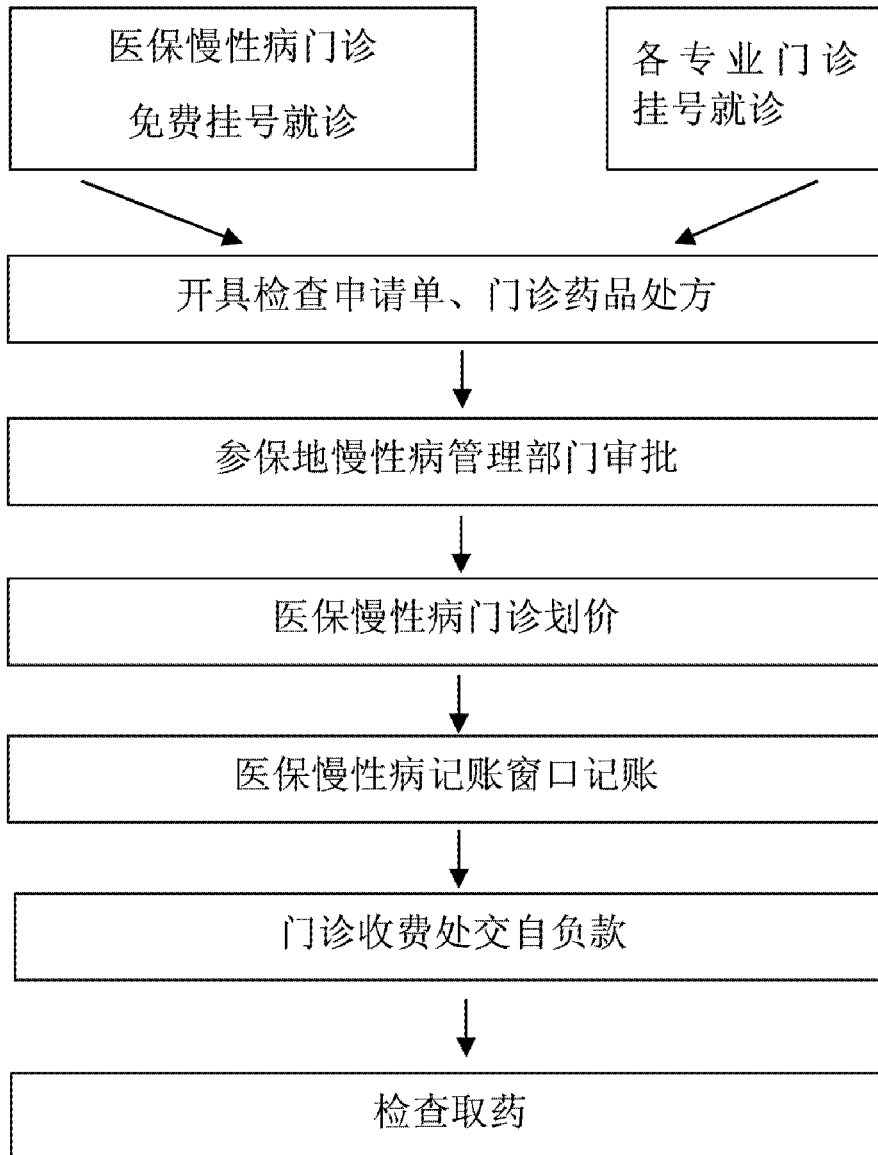 医保慢性病门诊
免费挂号就诊
各专业门诊
挂号就诊
开具检查申请单、门诊药品处方
参保地慢性病管理部门审批
医保慢性病门诊划价
医保慢性病记账窗口记账
门诊收费处交自负款
检查取药